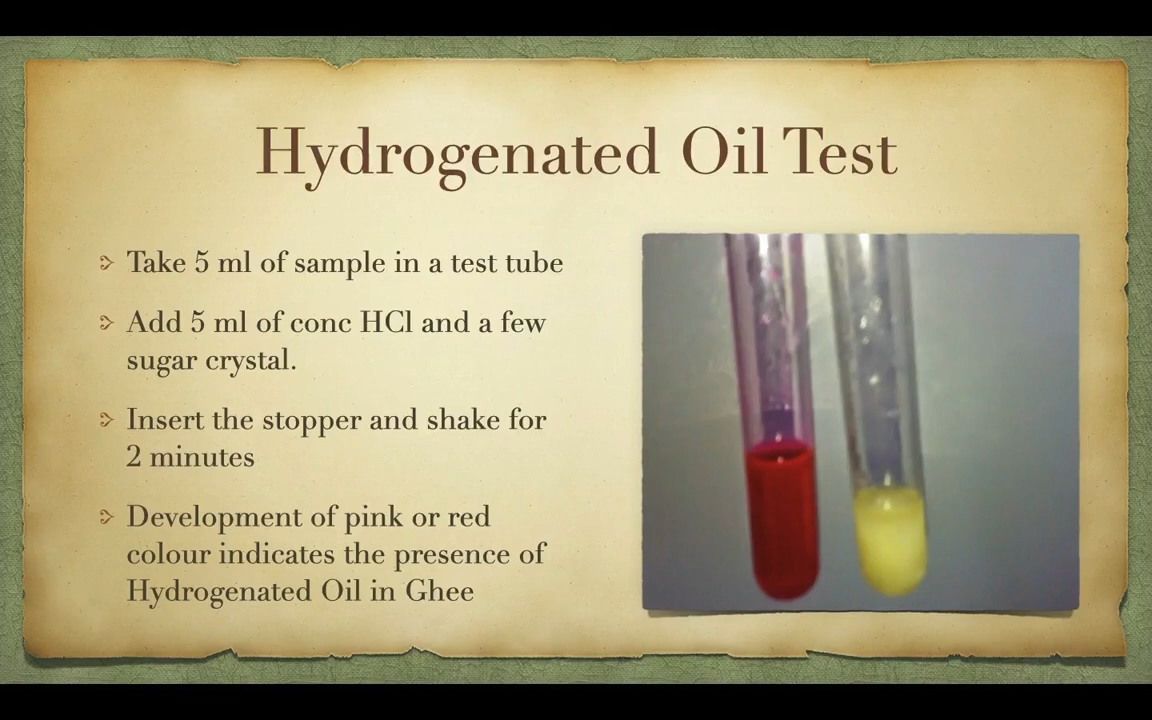 Hydrogenated Oil Test
Take 5 ml of sample in a test tube
Add 5 ml of conc HCl and a few
sugar crystal.
Insert the stopper and shake for
2 minutes
Development of pink or red
colour indicates the presence of
Hydrogenated Oil in Ghee